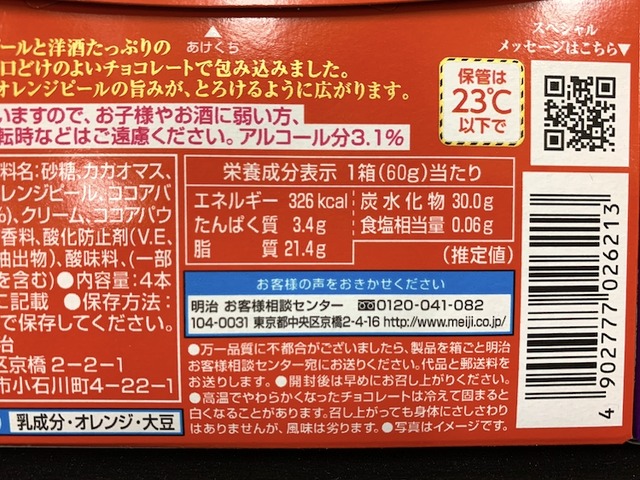 スペシャル
メッセージはこちら▼
▲
あけくち
ールと洋酒たっぷりの
口どけのよいチョコレートで包み込みました。
オレンジビールの旨みが、とろけるように広がります。
保管は
23℃
以下で
いますので、お子様やお酒に弱い方、
転時などはご遠慮ください。アルコール分3.1%
料名:砂糖、カカオマス、
レンジビール、ココアバ
%)、クリーム、ココアパウ
香料、酸化防止剤(V.E、
抽出物)、酸味料、(一部
を含む)●内容量:4本
に記載 ●保存方法:
で保存してください。
治
区京橋2-2-1
市小石川町4-22-1
乳成分・オレンジ・大豆
栄養成分表示 1箱(60g)当たり
エネルギー 326kcal 炭水化物 30.0g
たんぱく質 3.4g 食塩相当量 0.06g
脂質 21.4g
(推定値)
お客様の声をおきかせください
明治 お客様相談センター 0120-041-082
104-0031 東京都中央区京橋2-4-16 http://www.meiji.co.jp/
●万一品質に不都合がございましたら、製品を箱ごと明治
お客様相談センター宛にお送りください。代品と郵送料を
お送りします。●開封後は早めにお召し上がりください。
●高温でやわらかくなったチョコレートは冷えて固まると
白くなることがあります。召し上がっても身体にさしさわり
はありませんが、風味は劣ります。●写真はイメージです。
4 902777 026213